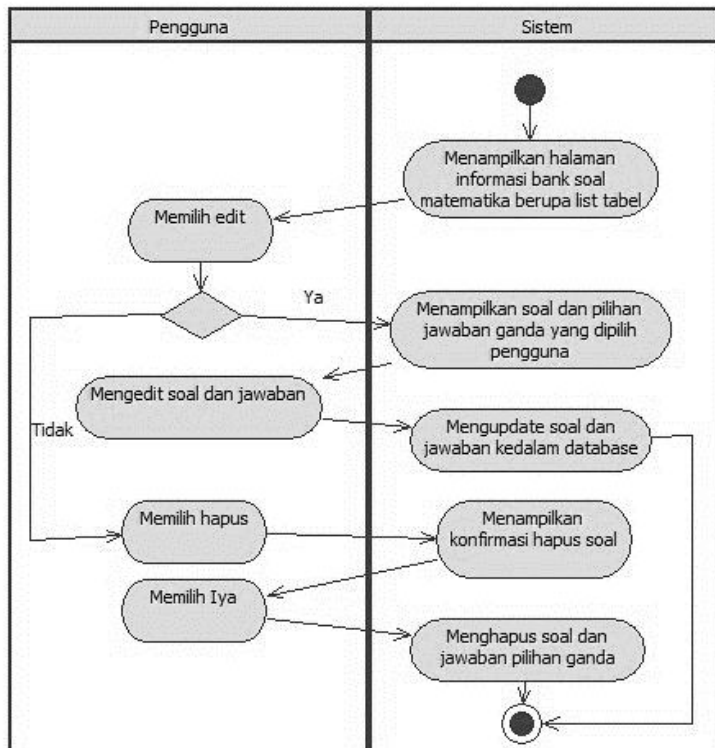 Pengguna
Sistem
Menampilkan halaman
informasi bank soal
matematika berupa list tabel
Memilih edit
Ya
Menampilkan soal dan pilihan
jawaban ganda yang dipilih
pengguna
Mengedit soal dan jawaban
Tidak
Mengupdate soal dan
jawaban kedalam database
Memilih hapus
Menampilkan
konfirmasi hapus soal
Memilih Iya
Menghapus soal dan
jawaban pilihan ganda